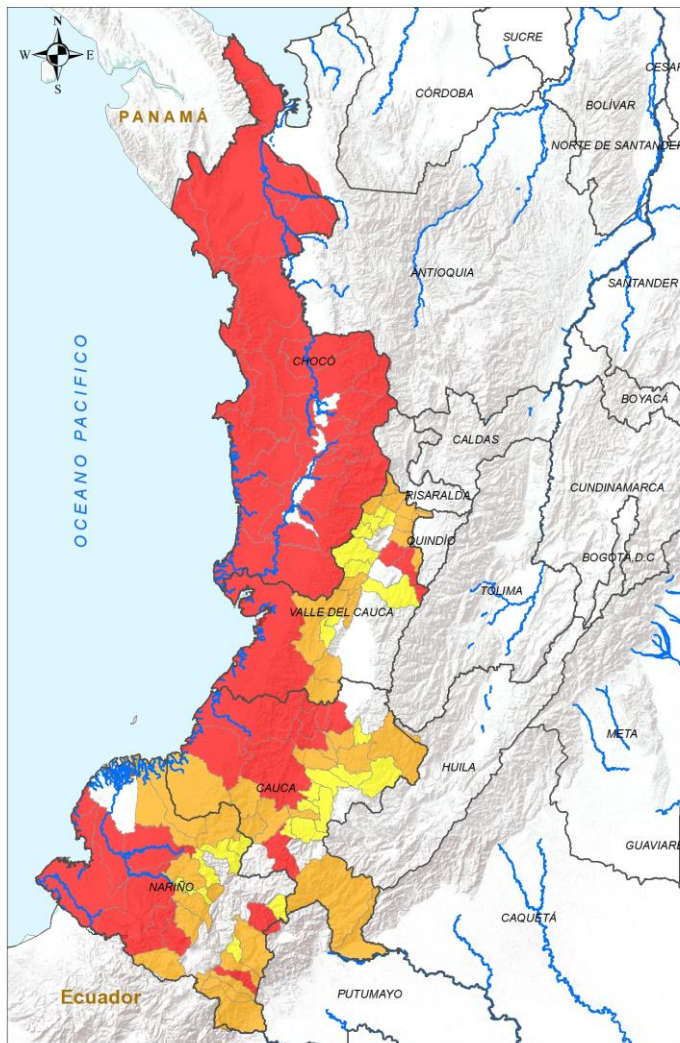 N
W E
S
SUCRE
CESAR
CÓRDOBA
BOLÍVAR
PANAMÁ
NORTE DE SANTANDER
ANTIOQUIA
SANTANDER
OCEANO PACIFICO
CHOCÓ
BOYACÁ
CALDAS
RISARALDA
CUNDINAMARCA
QUINDÍO
BOGOTÁ,D.C
TOLIMA
VALLE DEL CAUCA
META
HUILA
CAUCA
GUAVIARE
NARIÑO
CAQUETÁ
Ecuador
PUTUMAYO